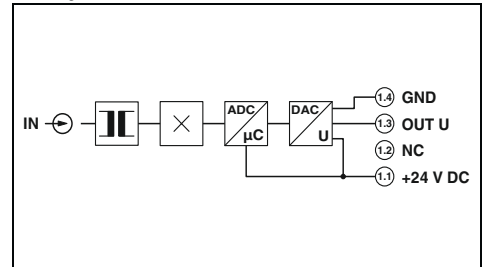 IN
ADC
µC
DAC
U
1.4 GND
1.3 OUT U
1.2 NC
1.1 +24 V DC